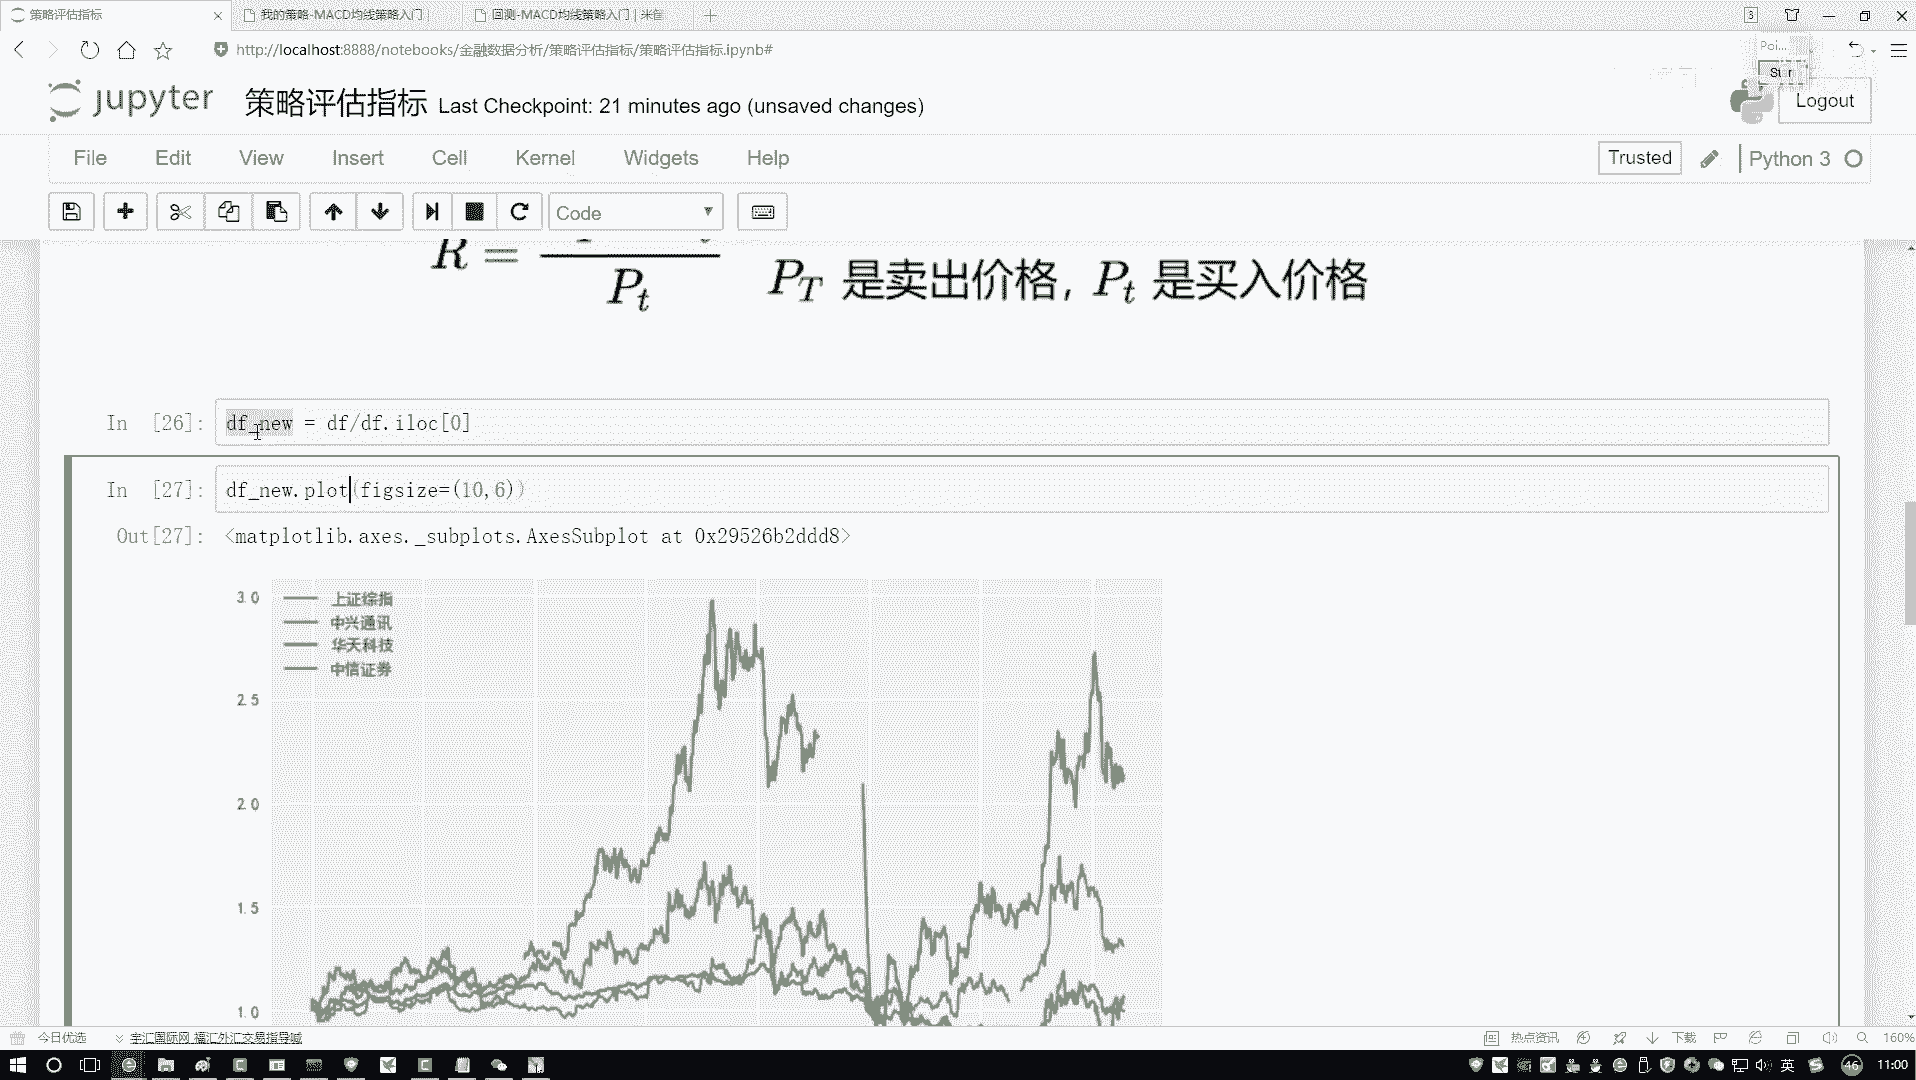 策略评估指标
我的策略-MACD均线策略入门
回测-MACD均线策略入门 | 米筐
3
http://localhost:8888/notebooks/金融数据分析/策略评估指标/策略评估指标.ipynb#
Poi...
jupyter
策略评估指标 Last Checkpoint: 21 minutes ago (unsaved changes)
Logout
File Edit View Insert Cell Kernel Widgets Help
Trusted
Python 3
Code
R = 
P_t
P_T 是卖出价格, P_t 是买入价格
In [26]: df_new = df/df.iloc[0]
In [27]: df_new.plot(figsize=(10,6))
Out[27]: <matplotlib.axes._subplots.AxesSubplot at 0x29526b2ddd8>
3.0
上证综指
中兴通讯
华天科技
中信证券
2.5
2.0
1.5
1.0
今日优选
热点资讯
下载
160%
英
46
11:00